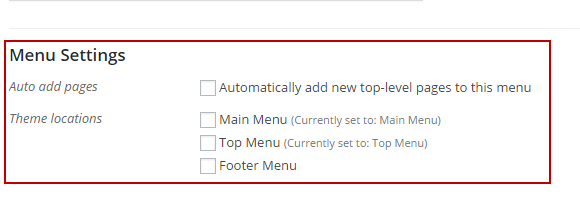 Menu Settings
Auto add pages Automatically add new top-level pages to this menu
Theme locations Main Menu (Currently set to: Main Menu)
Top Menu (Currently set to: Top Menu)
Footer Menu